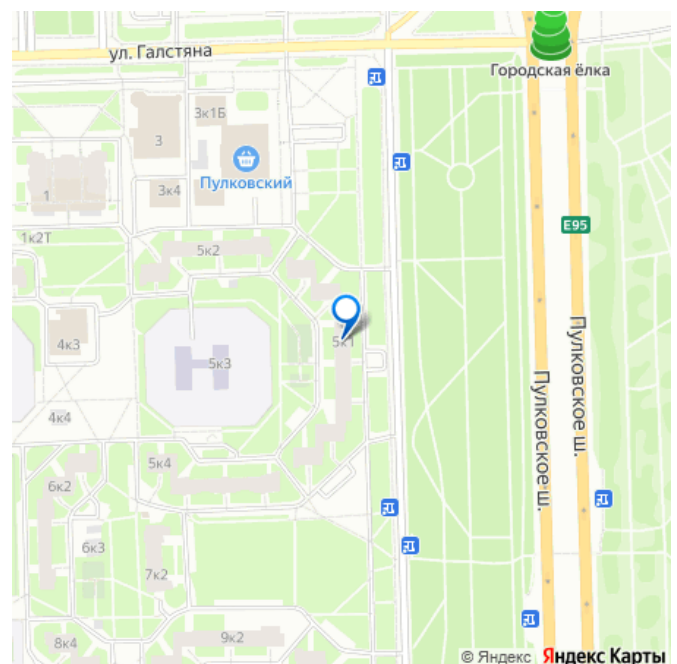 ул. Галстяна
Городская ёлка
3к1Б
3
Пулковский
3к4
1
1к2Т
5к2
E95
4к3
5к3
5к1
Пулковское ш.
Пулковское ш.
4к4
5к4
6к2
6к3
7к2
8к4
9к2
© Яндекс Яндекс Карты